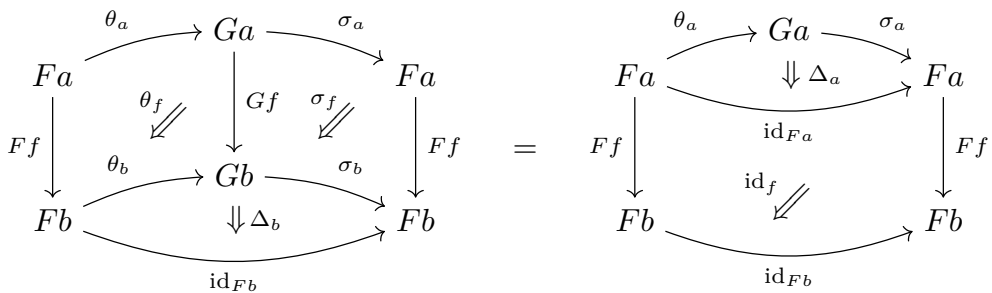 θ_a Ga σ_a θ_a Ga σ_a
Fa Fa Fa ⇓ Δ_a Fa
θ_f Gf σ_f id_{Fa}
Ff Ff = Ff Ff
θ_b Gb σ_b id_f
Fb ⇓ Δ_b Fb Fb Fb
id_{Fb} id_{Fb}